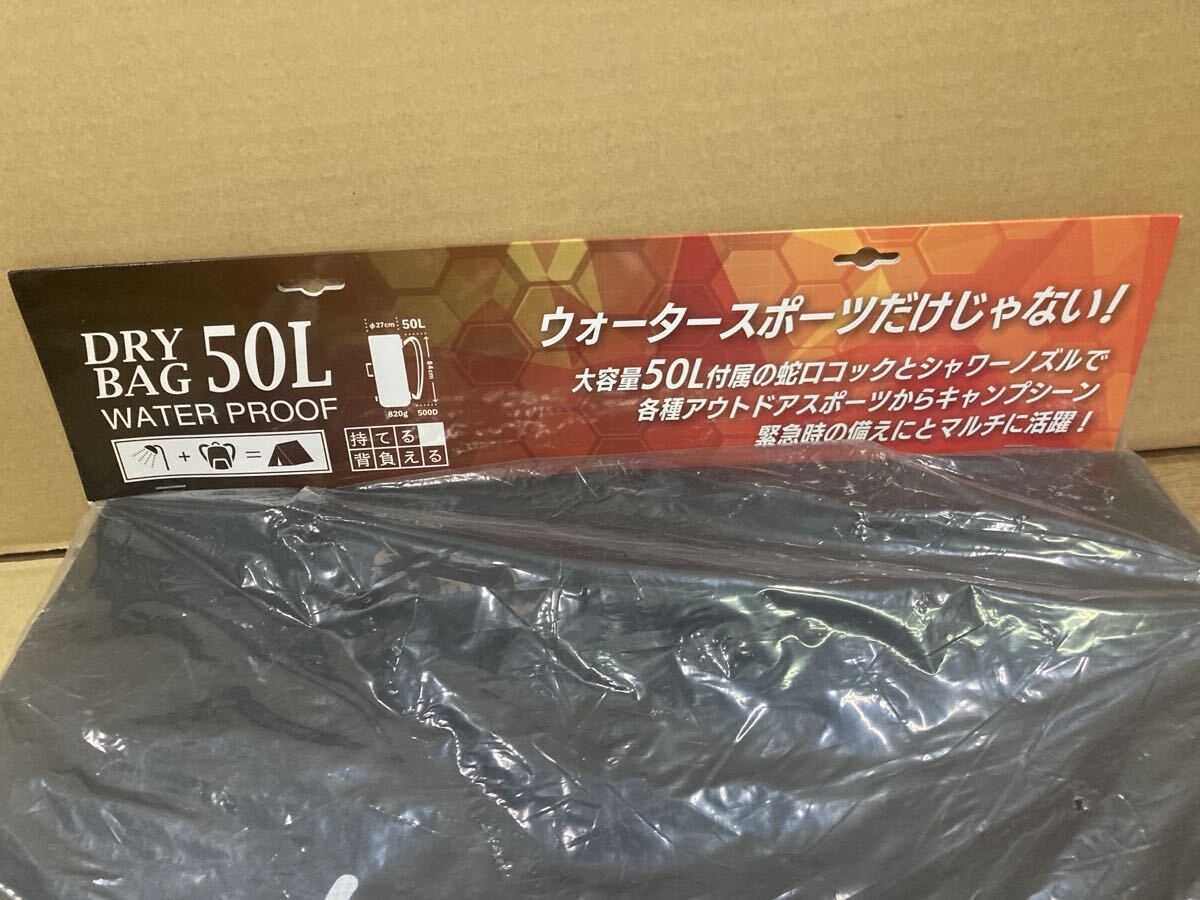 DRY
BAG 50L
WATER PROOF
φ27cm 50L
84cm
820g 500D
+ =
持てる
背負える
ウォータースポーツだけじゃない!
大容量50L付属の蛇口コックとシャワーノズルで
各種アウトドアスポーツからキャンプシーン
緊急時の備えにとマルチに活躍!